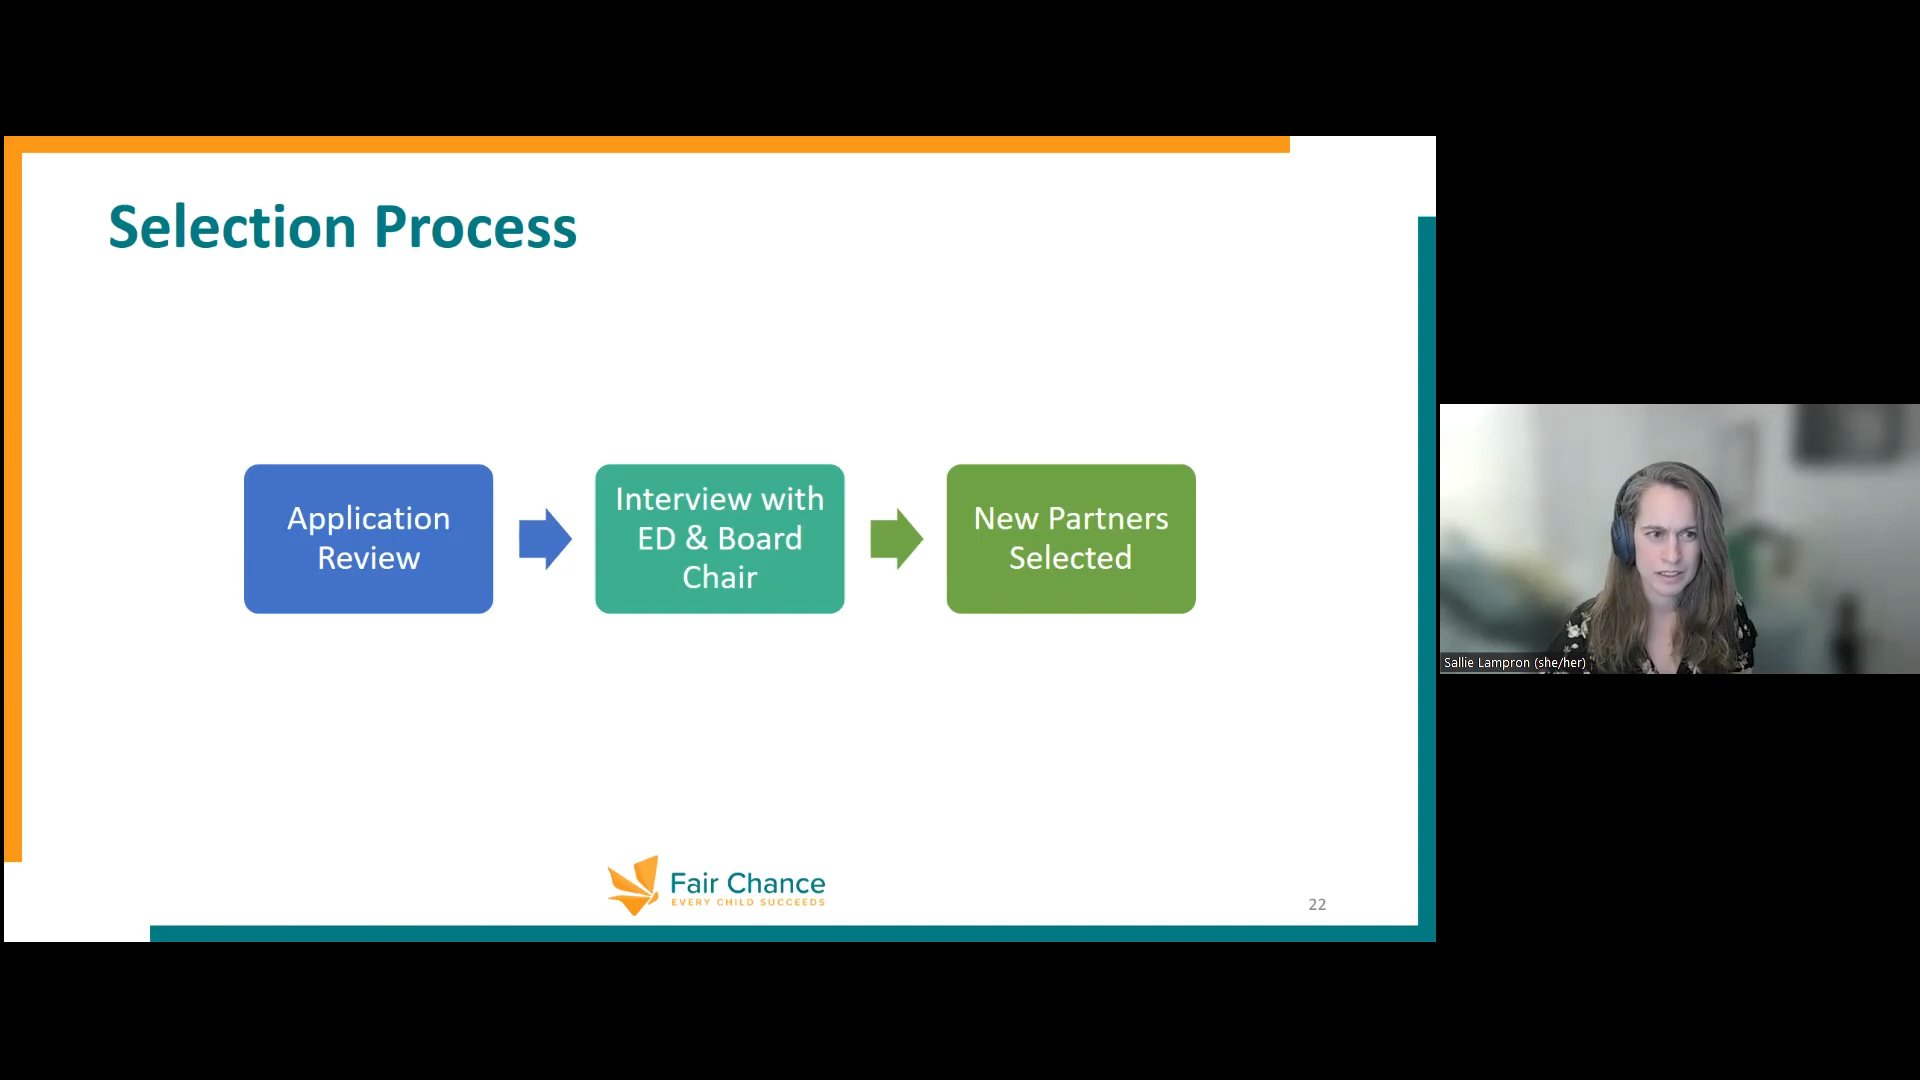 Selection Process
Application
Review
Interview with
ED & Board
Chair
New Partners
Selected
Fair Chance
EVERY CHILD SUCCEEDS
22
Sallie Lampron (she/her)